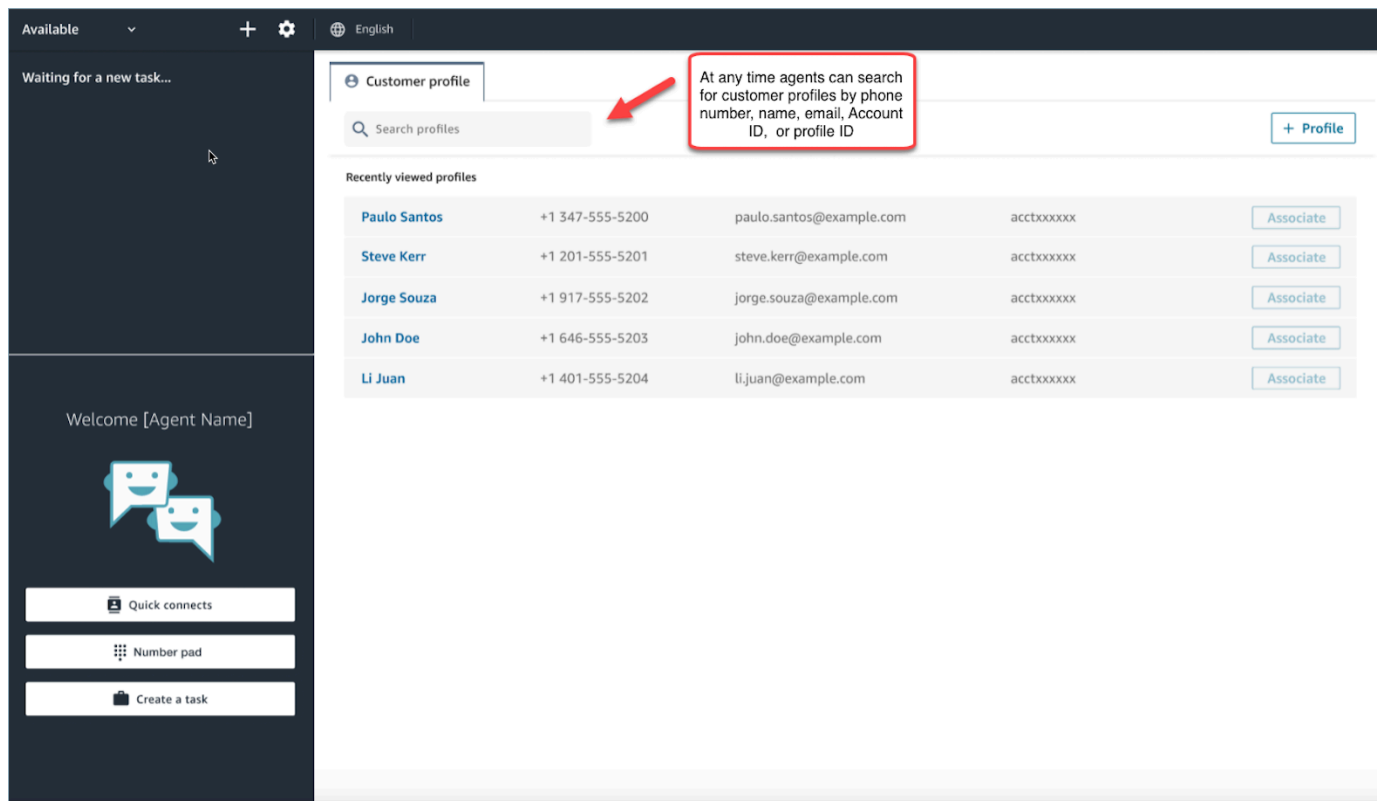 Available
English
Waiting for a new task...
Customer profile
At any time agents can search
for customer profiles by phone
number, name, email, Account
ID, or profile ID
Search profiles
+ Profile
Recently viewed profiles
Paulo Santos +1 347-555-5200 paulo.santos@example.com acctxxxxxx Associate
Steve Kerr +1 201-555-5201 steve.kerr@example.com acctxxxxxx Associate
Jorge Souza +1 917-555-5202 jorge.souza@example.com acctxxxxxx Associate
John Doe +1 646-555-5203 john.doe@example.com acctxxxxxx Associate
Li Juan +1 401-555-5204 li.juan@example.com acctxxxxxx Associate
Welcome [Agent Name]
Quick connects
Number pad
Create a task